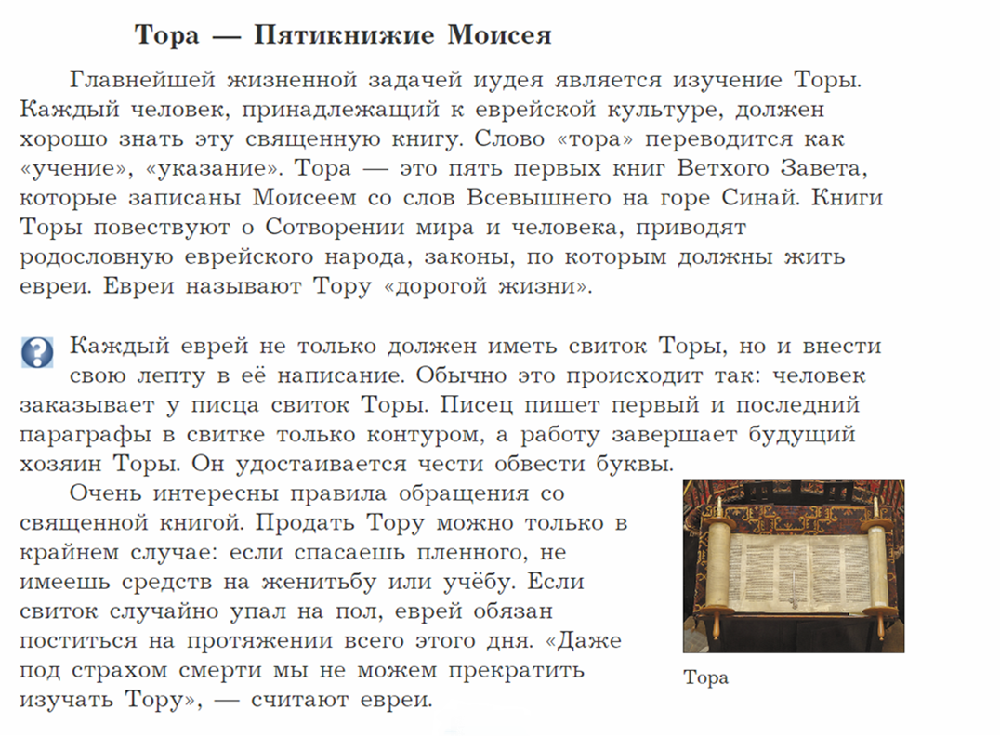 Тора — Пятикнижие Моисея
Главнейшей жизненной задачей иудея является изучение Торы.
Каждый человек, принадлежащий к еврейской культуре, должен
хорошо знать эту священную книгу. Слово «тора» переводится как
«учение», «указание». Тора — это пять первых книг Ветхого Завета,
которые записаны Моисеем со слов Всевышнего на горе Синай. Книги
Торы повествуют о Сотворении мира и человека, приводят
родословную еврейского народа, законы, по которым должны жить
евреи. Евреи называют Тору «дорогой жизни».
? Каждый еврей не только должен иметь свиток Торы, но и внести
свою лепту в её написание. Обычно это происходит так: человек
заказывает у писца свиток Торы. Писец пишет первый и последний
параграфы в свитке только контуром, а работу завершает будущий
хозяин Торы. Он удостаивается чести обвести буквы.
Очень интересны правила обращения со
священной книгой. Продать Тору можно только в
крайнем случае: если спасаешь пленного, не
имеешь средств на женитьбу или учёбу. Если
свиток случайно упал на пол, еврей обязан
поститься на протяжении всего этого дня. «Даже
под страхом смерти мы не можем прекратить
изучать Тору», — считают евреи.
Тора